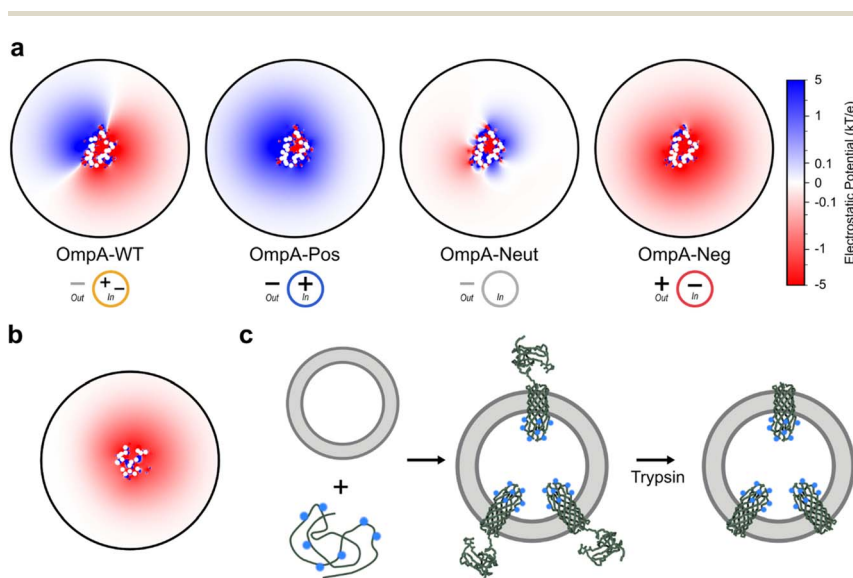 a
5
1
0.1
0
-0.1
-1
-5
Electrostatic Potential (kT/e)
OmpA-WT OmpA-Pos OmpA-Neut OmpA-Neg
− Out + − In − Out + In − Out In + Out − In
b
c
+
Trypsin